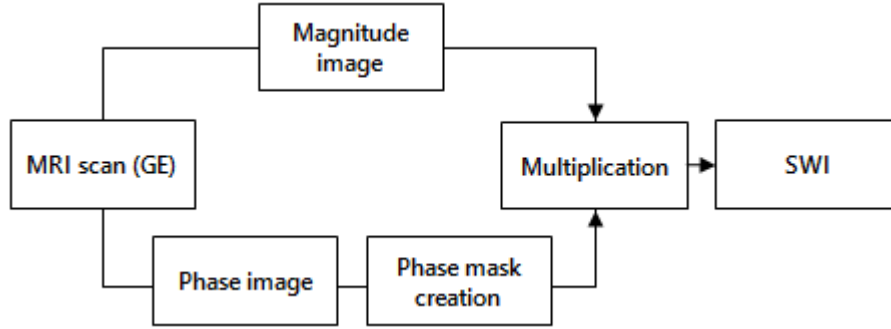 Magnitude
image
MRI scan (GE)
Multiplication
SWI
Phase image
Phase mask
creation